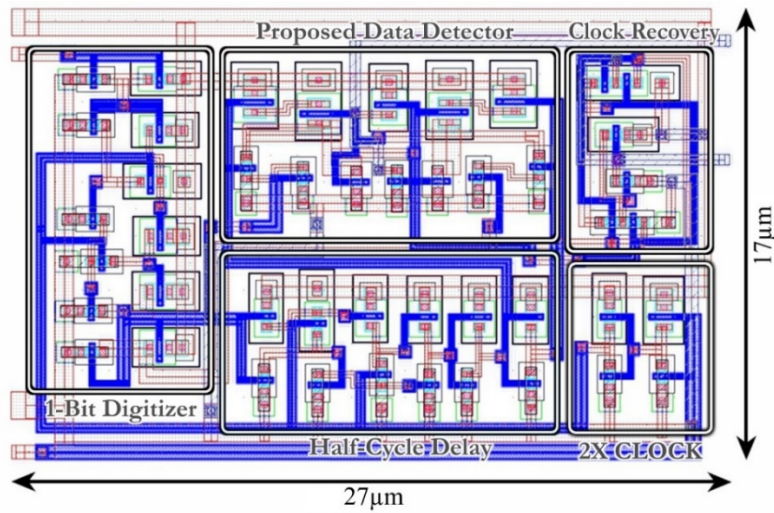 Proposed Data Detector
Clock Recovery
17µm
1-Bit Digitizer
Half-Cycle Delay
2X CLOCK
27µm